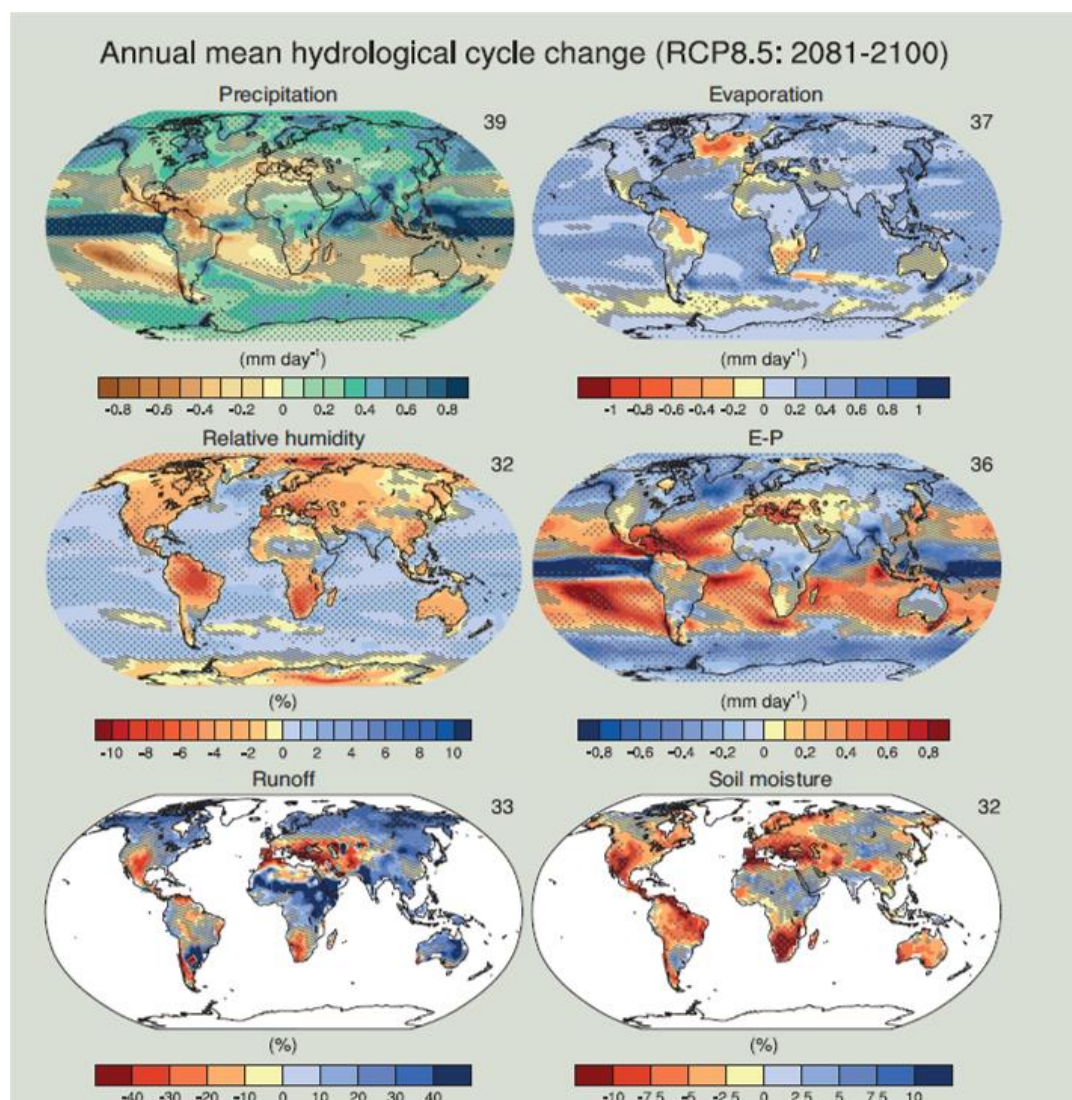 Annual mean hydrological cycle change (RCP8.5: 2081-2100)
Precipitation
39
(mm day⁻¹)
-0.8 -0.6 -0.4 -0.2 0 0.2 0.4 0.6 0.8
Evaporation
37
(mm day⁻¹)
-1 -0.8 -0.6 -0.4 -0.2 0 0.2 0.4 0.6 0.8 1
Relative humidity
32
(%)
-10 -8 -6 -4 -2 0 2 4 6 8 10
E-P
36
(mm day⁻¹)
-0.8 -0.6 -0.4 -0.2 0 0.2 0.4 0.6 0.8
Runoff
33
(%)
-40 -30 -20 -10 0 10 20 30 40
Soil moisture
32
(%)
-10 -7.5 -5 -2.5 0 2.5 5 7.5 10